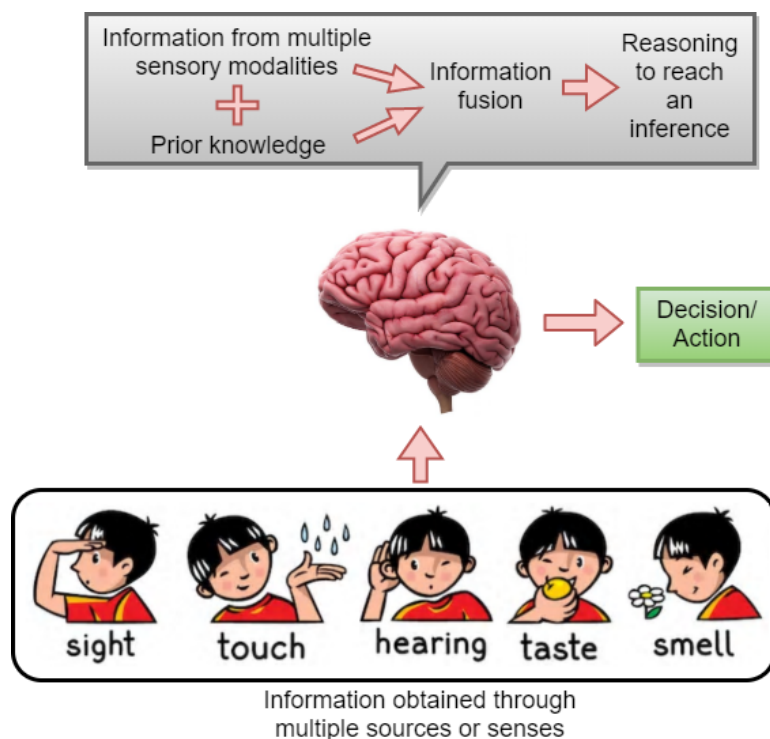 Information from multiple
sensory modalities
Prior knowledge
Information
fusion
Reasoning
to reach
an
inference
Decision/
Action
sight
touch
hearing
taste
smell
Information obtained through
multiple sources or senses